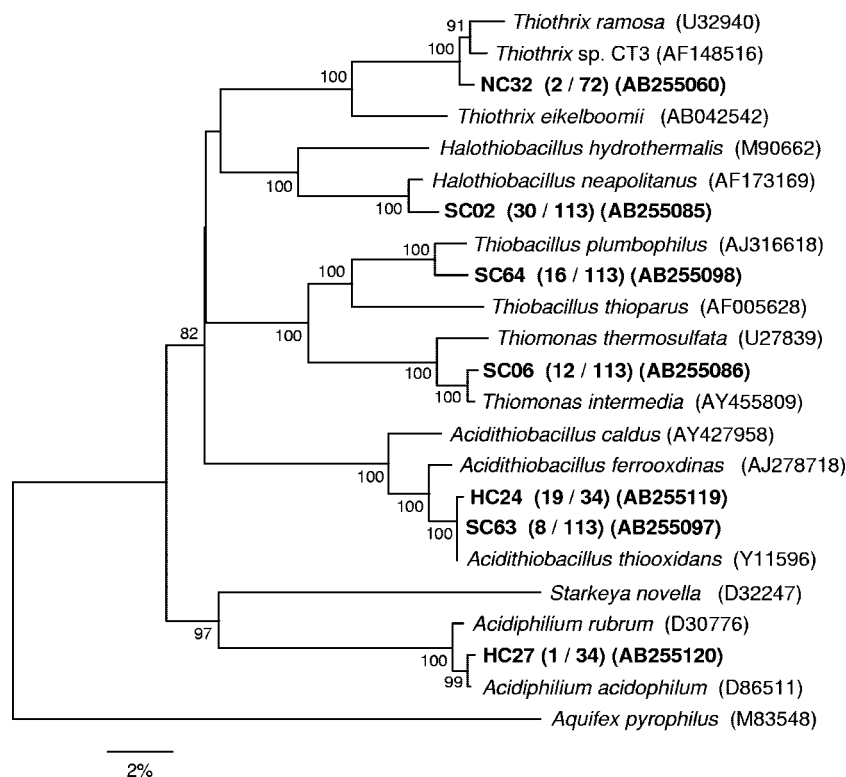 91
Thiothrix ramosa (U32940)
100
Thiothrix sp. CT3 (AF148516)
100
NC32 (2 / 72) (AB255060)
Thiothrix eikelboomii (AB042542)
Halothiobacillus hydrothermalis (M90662)
100
Halothiobacillus neapolitanus (AF173169)
100
SC02 (30 / 113) (AB255085)
Thiobacillus plumbophilus (AJ316618)
100
SC64 (16 / 113) (AB255098)
Thiobacillus thioparus (AF005628)
82
100
Thiomonas thermosulfata (U27839)
100
SC06 (12 / 113) (AB255086)
100
Thiomonas intermedia (AY455809)
Acidithiobacillus caldus (AY427958)
100
Acidithiobacillus ferrooxdinas (AJ278718)
100
HC24 (19 / 34) (AB255119)
100
SC63 (8 / 113) (AB255097)
Acidithiobacillus thiooxidans (Y11596)
Starkeya novella (D32247)
97
Acidiphilium rubrum (D30776)
100
HC27 (1 / 34) (AB255120)
99
Acidiphilium acidophilum (D86511)
Aquifex pyrophilus (M83548)
2%